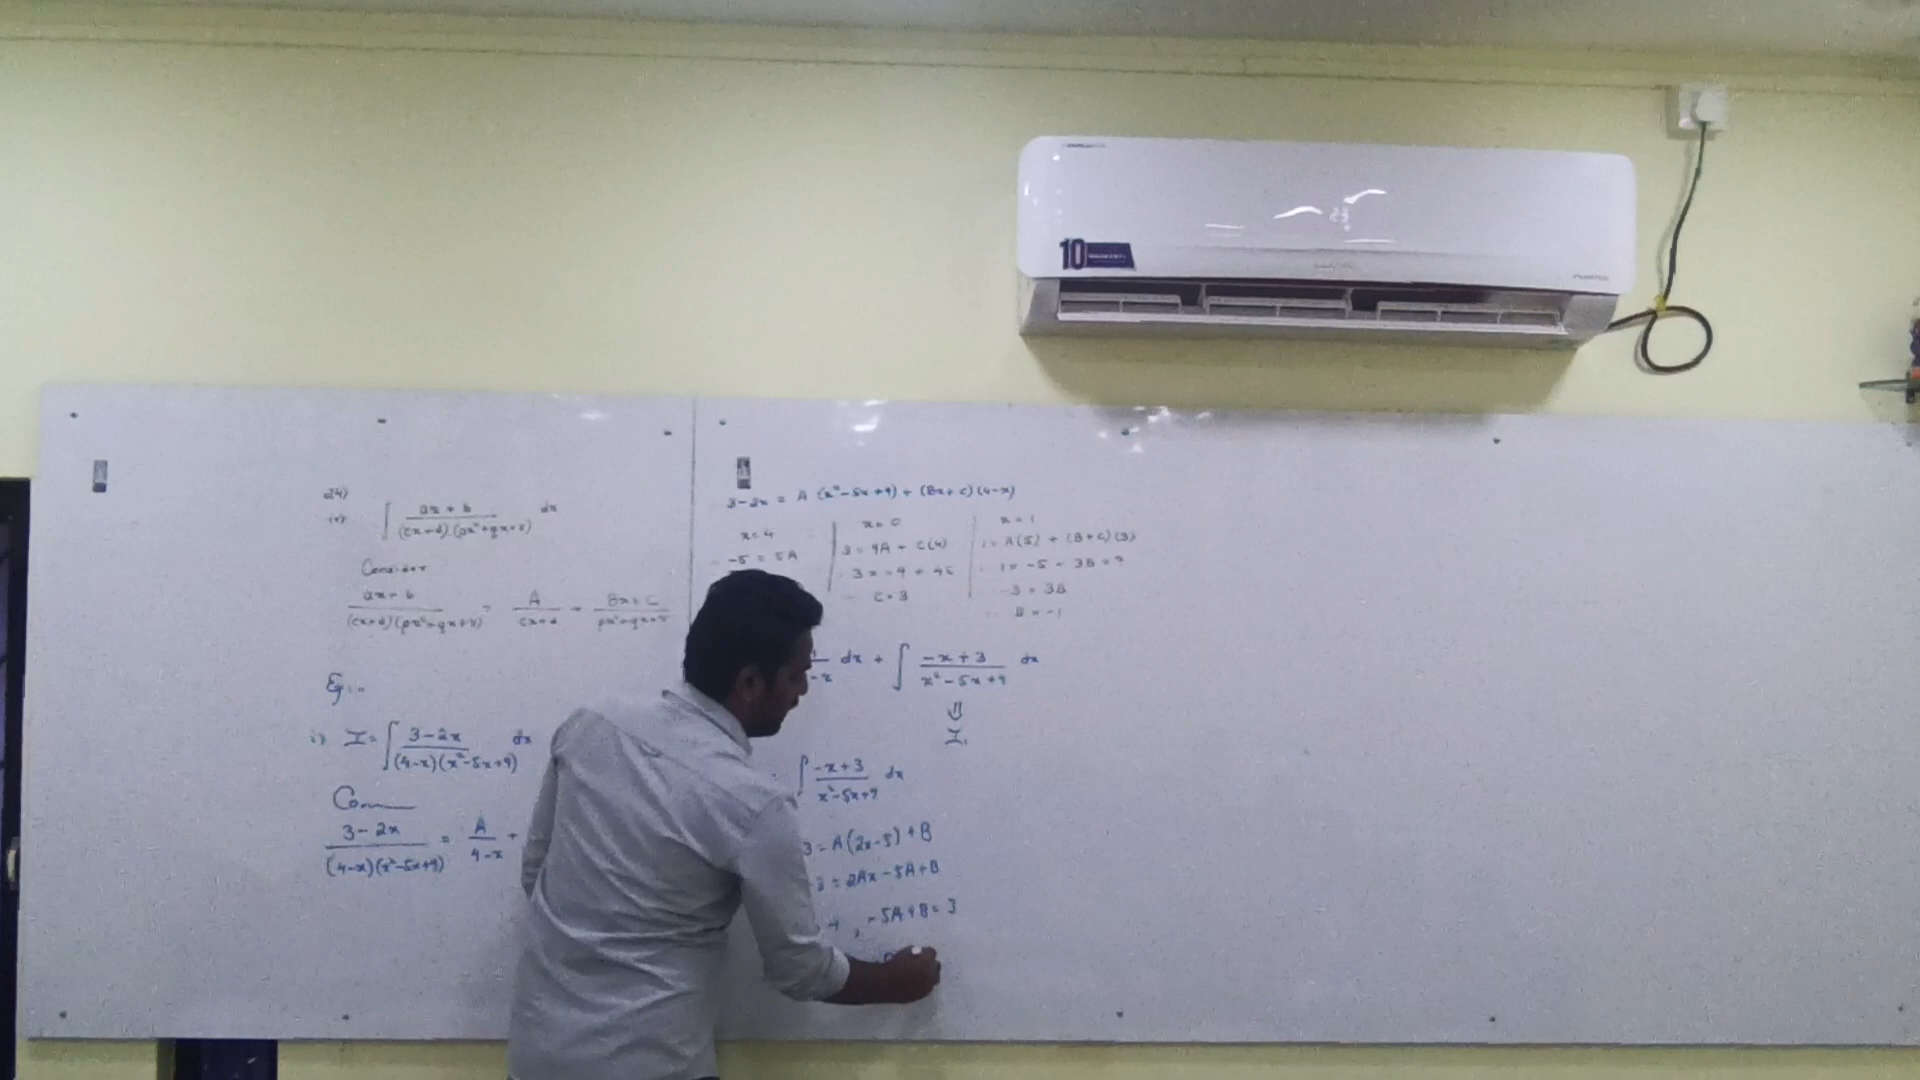 24)
iv) ∫ ax + b / (cx+d)(px²+qx+r) dx
Consider
ax + b / (cx+d)(px²+qx+r) = A / cx+d + Bx + C / px²+qx+r
Eg:-
i) I = ∫ 3-2x / (4-x)(x²-5x+9) dx
3-2x / (4-x)(x²-5x+9) = A / 4-x +
3-2x = A (x²-5x+9) + (Bx+C)(4-x)
x=4
-5 = 5A
x=0
3 = 9A + C(4)
3 = -9 + 4C
C=3
x=1
1 = A(5) + (B+C)(3)
1 = -5 + 3B + 9
-3 = 3B
B = -1
dx + ∫ -x+3 / x²-5x+9 dx
⇓
I₁
∫ -x+3 / x²-5x+9 dx
3 = A(2x-5) + B
3 = 2Ax - 5A + B
, -5A+B = 3
10